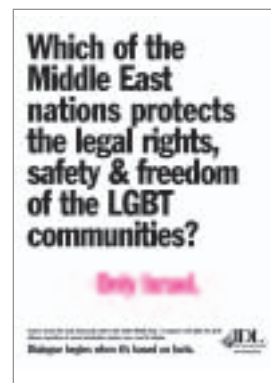 Which of the
Middle East
nations protects
the legal rights,
safety & freedom
of the LGBT
communities?
Only Israel.
Dialogue begins when it's based on facts.
JDL